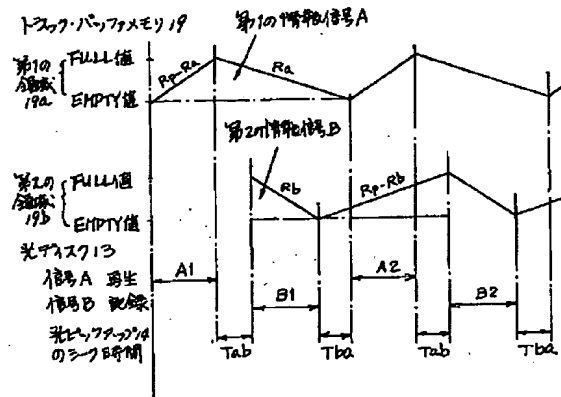 トラック・バッファメモリ19
第1の情報信号A
第1の領域19a
FULL値
EMPTY値
Rp-Ra
Ra
第2の情報信号B
第2の領域19b
FULL値
EMPTY値
Rb
Rp-Rb
光ディスク13
信号A 再生
信号B 記録
A1
B1
A2
B2
光ピックアップ14
のシーク時間
Tab
Tba
Tab
Tba